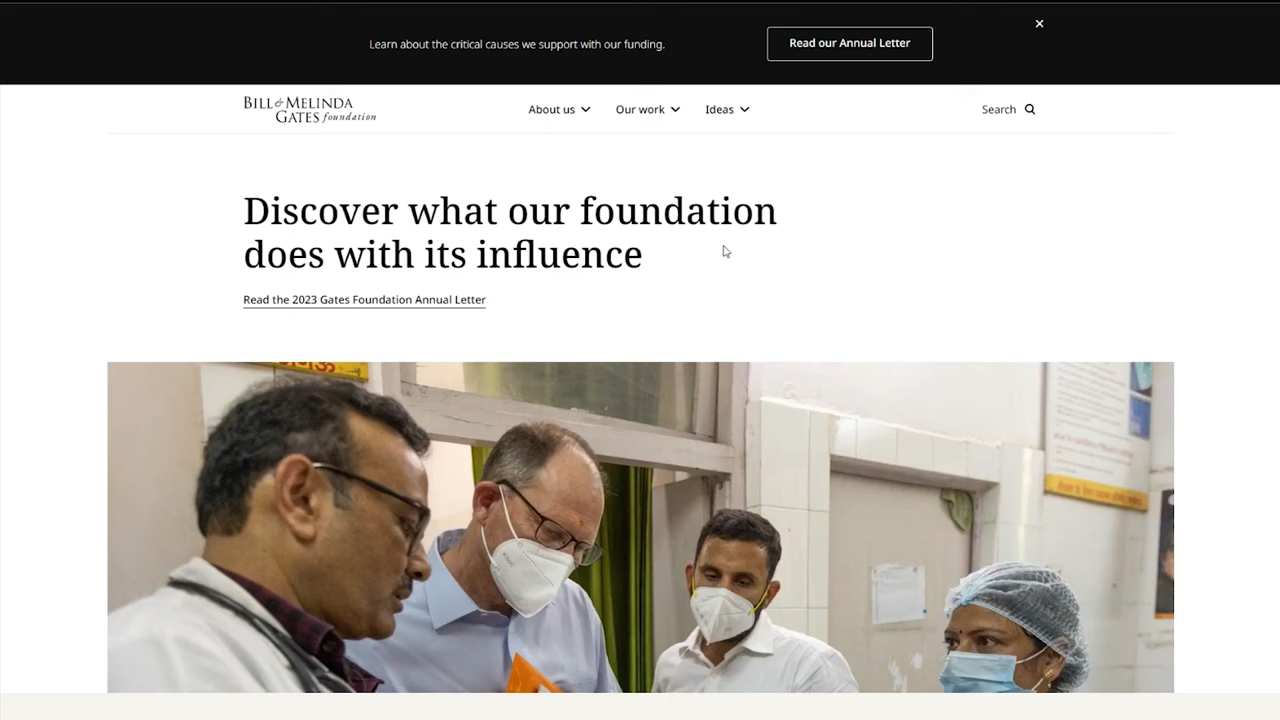 Learn about the critical causes we support with our funding.
Read our Annual Letter
BILL & MELINDA
GATES foundation
About us
Our work
Ideas
Search
Discover what our foundation
does with its influence
Read the 2023 Gates Foundation Annual Letter